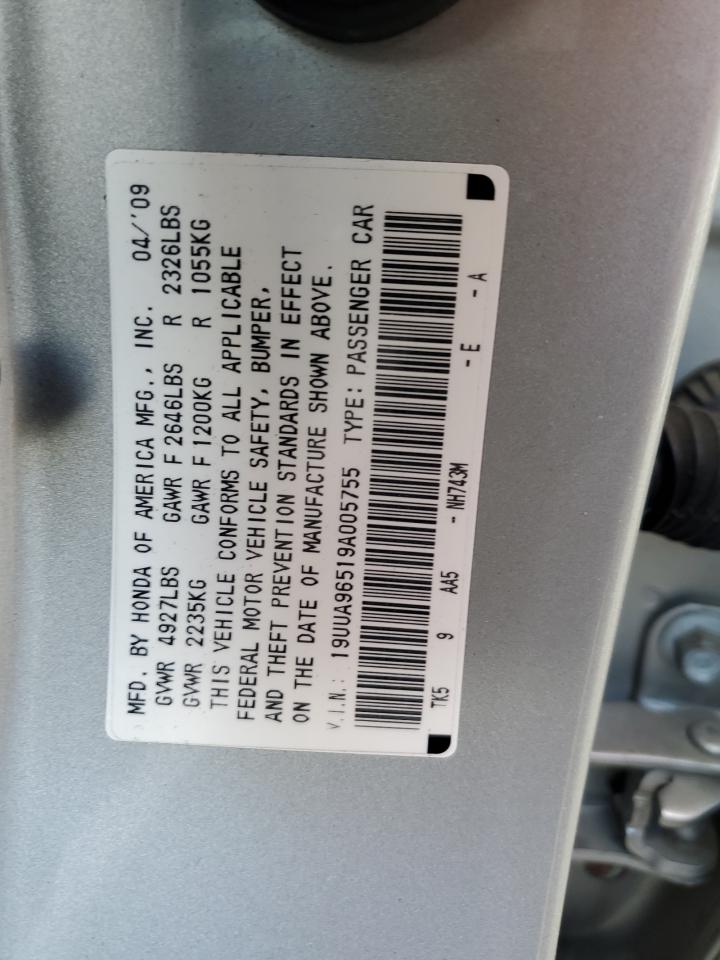 MFD. BY HONDA OF AMERICA MFG., INC. 04/'09
GVWR 4927LBS GAWR F 2646LBS R 2326LBS
GVWR 2235KG GAWR F 1200KG R 1055KG
THIS VEHICLE CONFORMS TO ALL APPLICABLE
FEDERAL MOTOR VEHICLE SAFETY, BUMPER,
AND THEFT PREVENTION STANDARDS IN EFFECT
ON THE DATE OF MANUFACTURE SHOWN ABOVE.
V.I.N.: 19UUA96519A005755 TYPE: PASSENGER CAR
TK5 9 AA5 - NH743M - E - A